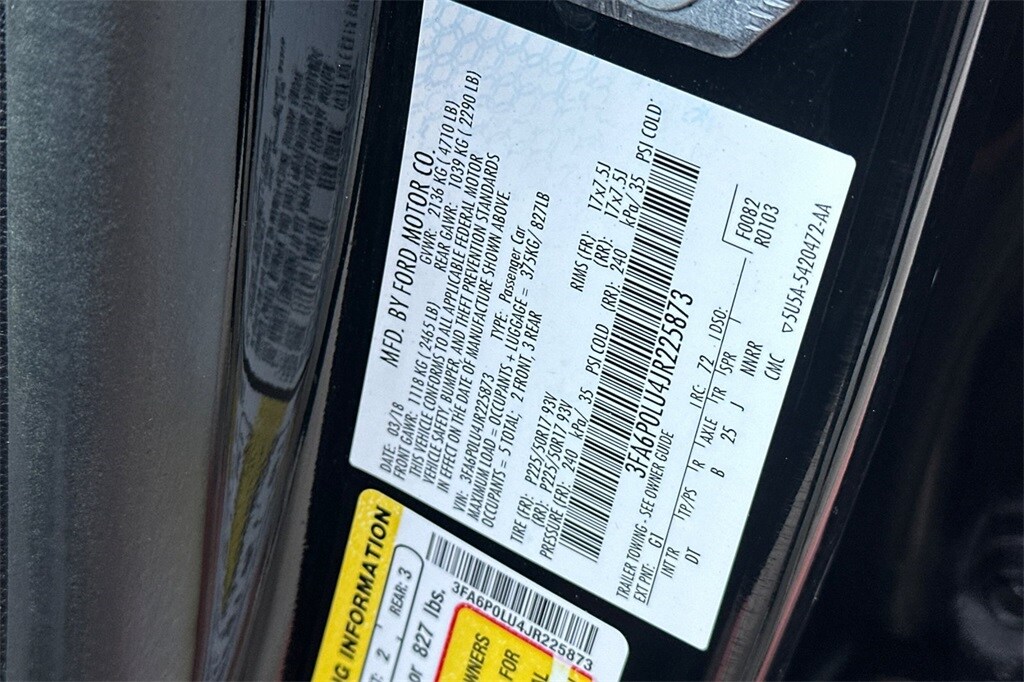 MFD. BY FORD MOTOR CO.
DATE: 03/18 GVWR: 2136 KG ( 4710 LB)
FRONT GAWR: 1118 KG ( 2465 LB) REAR GAWR: 1039 KG ( 2290 LB)
THIS VEHICLE CONFORMS TO ALL APPLICABLE FEDERAL MOTOR
VEHICLE SAFETY, BUMPER, AND THEFT PREVENTION STANDARDS
IN EFFECT ON THE DATE OF MANUFACTURE SHOWN ABOVE.
VIN: 3FA6P0LU4JR225873 TYPE: Passenger Car
MAXIMUM LOAD = OCCUPANTS + LUGGAGE = 375KG/ 827LB
OCCUPANTS = 5 TOTAL; 2 FRONT, 3 REAR
TIRE (FR): P225/50R17 93V RIMS (FR): 17x7.5J
(RR): P225/50R17 93V (RR): 17x7.5J
PRESSURE (FR): 240 kPa/ 35 PSI COLD (RR): 240 kPa/ 35 PSI COLD
3FA6P0LU4JR225873
TRAILER TOWING - SEE OWNER GUIDE F0082
EXT PNT: G1 RC: 72 DSO: R0T03
INT TR TP/PS R AXLE TR SPR
DT B 25 J NNRR
CMC
5U5A-5420472-AA
NG INFORMATION
: 2 REAR: 3
or 827 lbs.
3FA6P0LU4JR225873
WNERS
FOR
AL